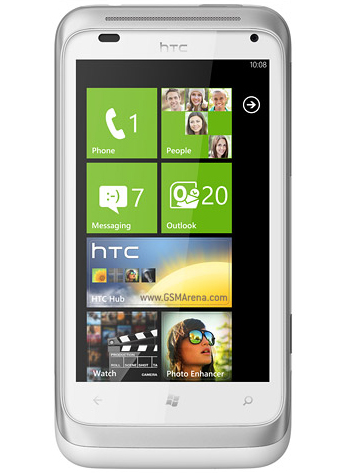 hTC
10:08
1
Phone
People
:-)
7
Messaging
20
Outlook
hTC
HTC Hub
www.GSMArena.com
Watch
Photo Enhancer